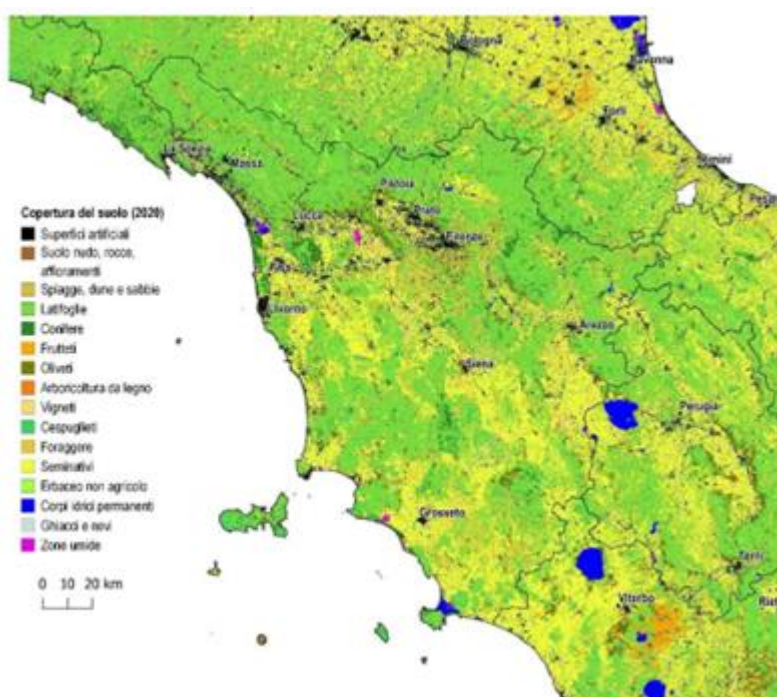 Bologna
Ravenna
Forlì
La Spezia
Massa
Rimini
Pistoia
Prato
Lucca
Firenze
Copertura del suolo (2020)
Superfici artificiali
Suolo nudo, rocce,
affioramenti
Pisa
Spiagge, dune e sabbie
Livorno
Latifoglie
Arezzo
Conifere
Frutteti
Siena
Oliveti
Arboricoltura da legno
Perugia
Vigneti
Cespuglieti
Foraggere
Seminativi
Erbaceo non agricolo
Corpi idrici permanenti
Grosseto
Ghiacci e nevi
Zone umide
Terni
0 10 20 km
Viterbo